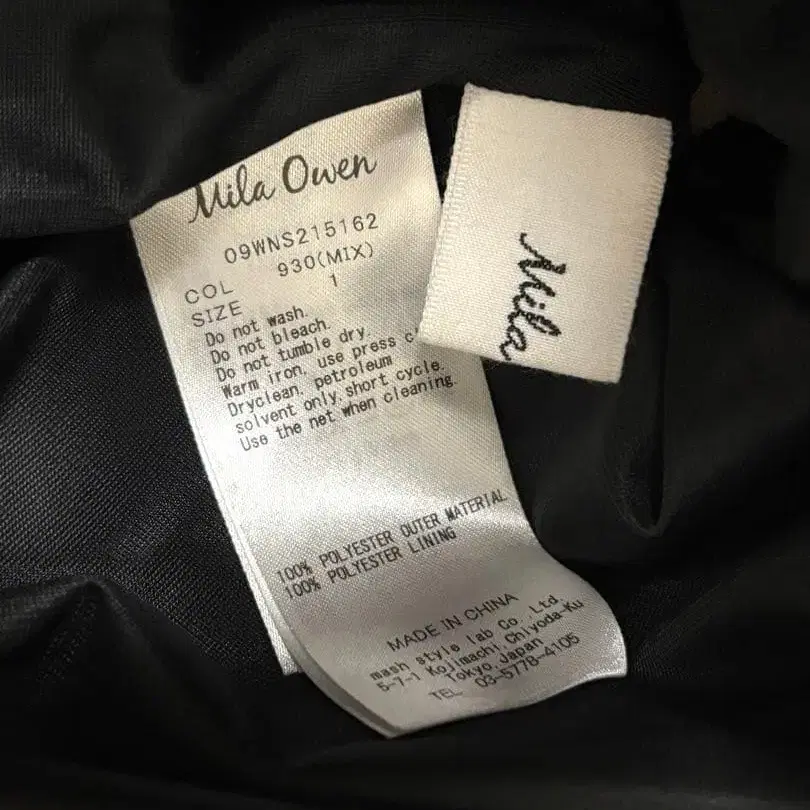 Mila Owen
09WNS215162
COL 930(MIX)
SIZE 1
Do not wash.
Do not bleach.
Do not tumble dry.
Warm iron, use press
Dryclean, petroleum
solvent only,short cycle.
Use the net when cleaning.
100% POLYESTER OUTER MATERIAL
100% POLYESTER LINING
MADE IN CHINA
mash style lab Co., Ltd.
5-7-1 Kojimachi,Chiyoda-Ku
Tokyo,Japan
TEL 03-5778-4105
Mila